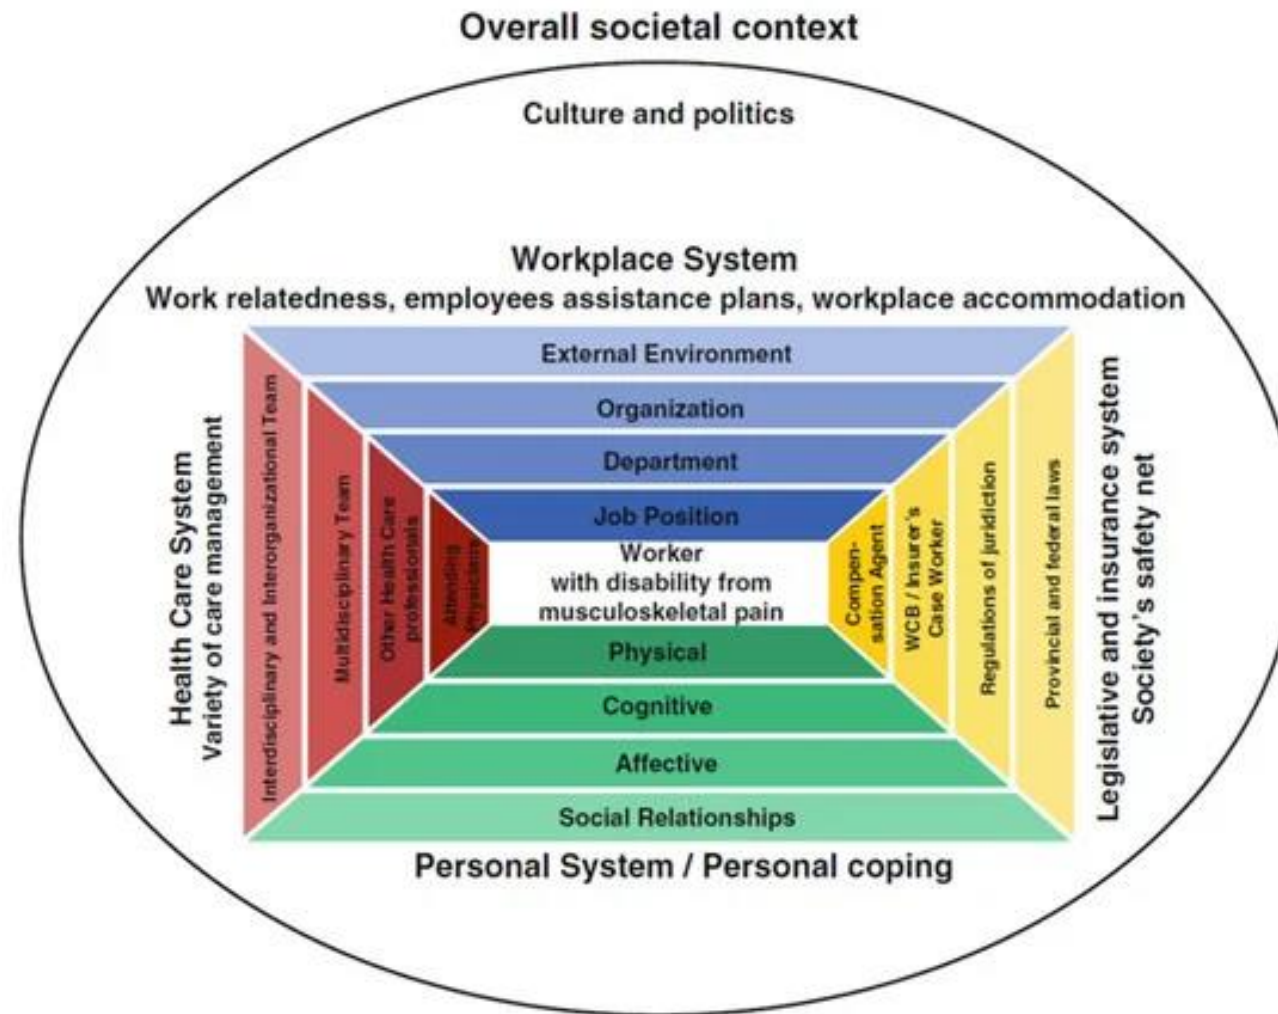 Overall societal context
Culture and politics
Workplace System
Work relatedness, employees assistance plans, workplace accommodation
External Environment
Organization
Department
Job Position
Worker
with disability from
musculoskeletal pain
Physical
Cognitive
Affective
Social Relationships
Personal System / Personal coping
Health Care System
Variety of care management
Interdisciplinary and Interorganizational Team
Multidisciplinary Team
Other Health Care
professionals
Attending
Physicians
Compen-
sation Agent
WCB / Insurer's
Case Worker
Regulations of juridiction
Provincial and federal laws
Legislative and insurance system
Society's safety net